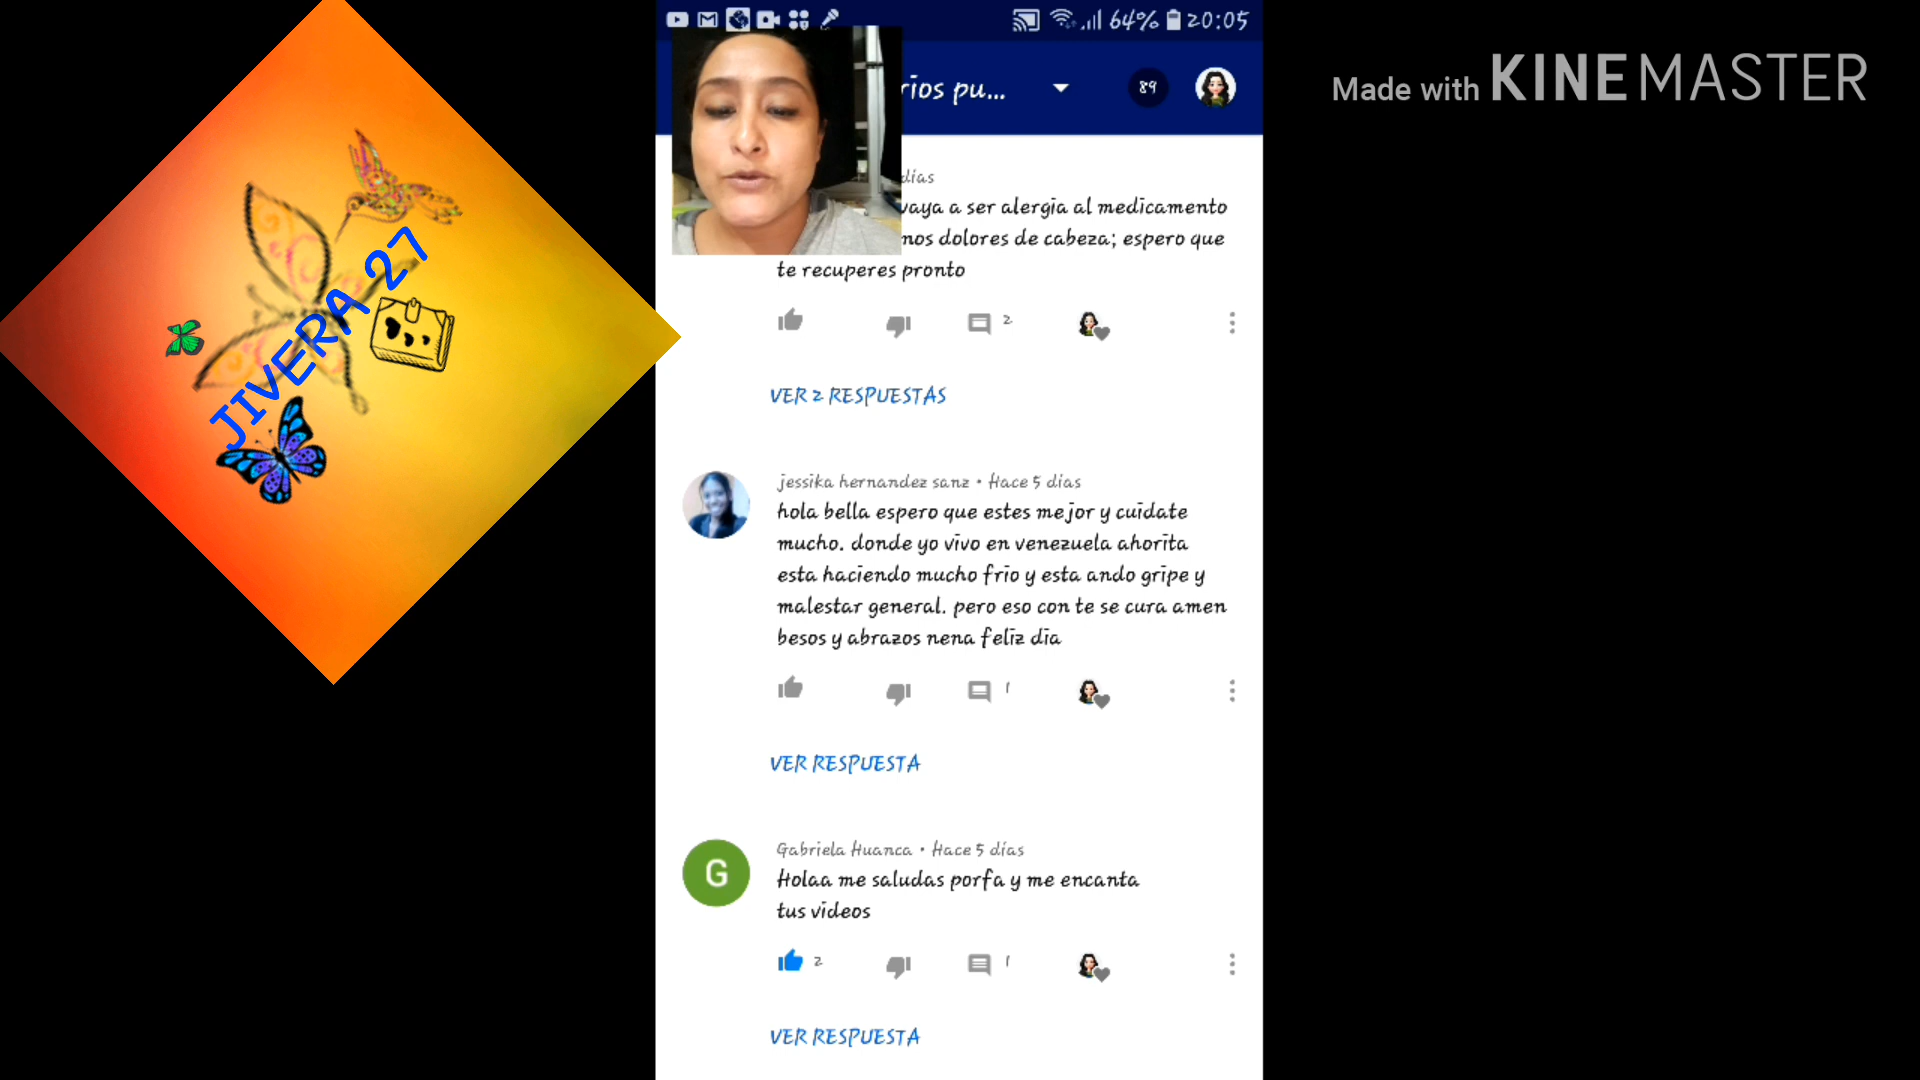 JIVERA 27
64% 20:05
rios pu...
89
Made with KINEMASTER
días
vaya a ser alergia al medicamento
nos dolores de cabeza; espero que
te recuperes pronto
2
VER 2 RESPUESTAS
jessika hernandez sanz • Hace 5 días
hola bella espero que estes mejor y cuidate
mucho. donde yo vivo en venezuela ahorita
esta haciendo mucho frio y esta ando gripe y
malestar general. pero eso con te se cura amen
besos y abrazos nena feliz dia
1
VER RESPUESTA
G
Gabriela Huanca • Hace 5 días
Holaa me saludas porfa y me encanta
tus videos
2 1
VER RESPUESTA